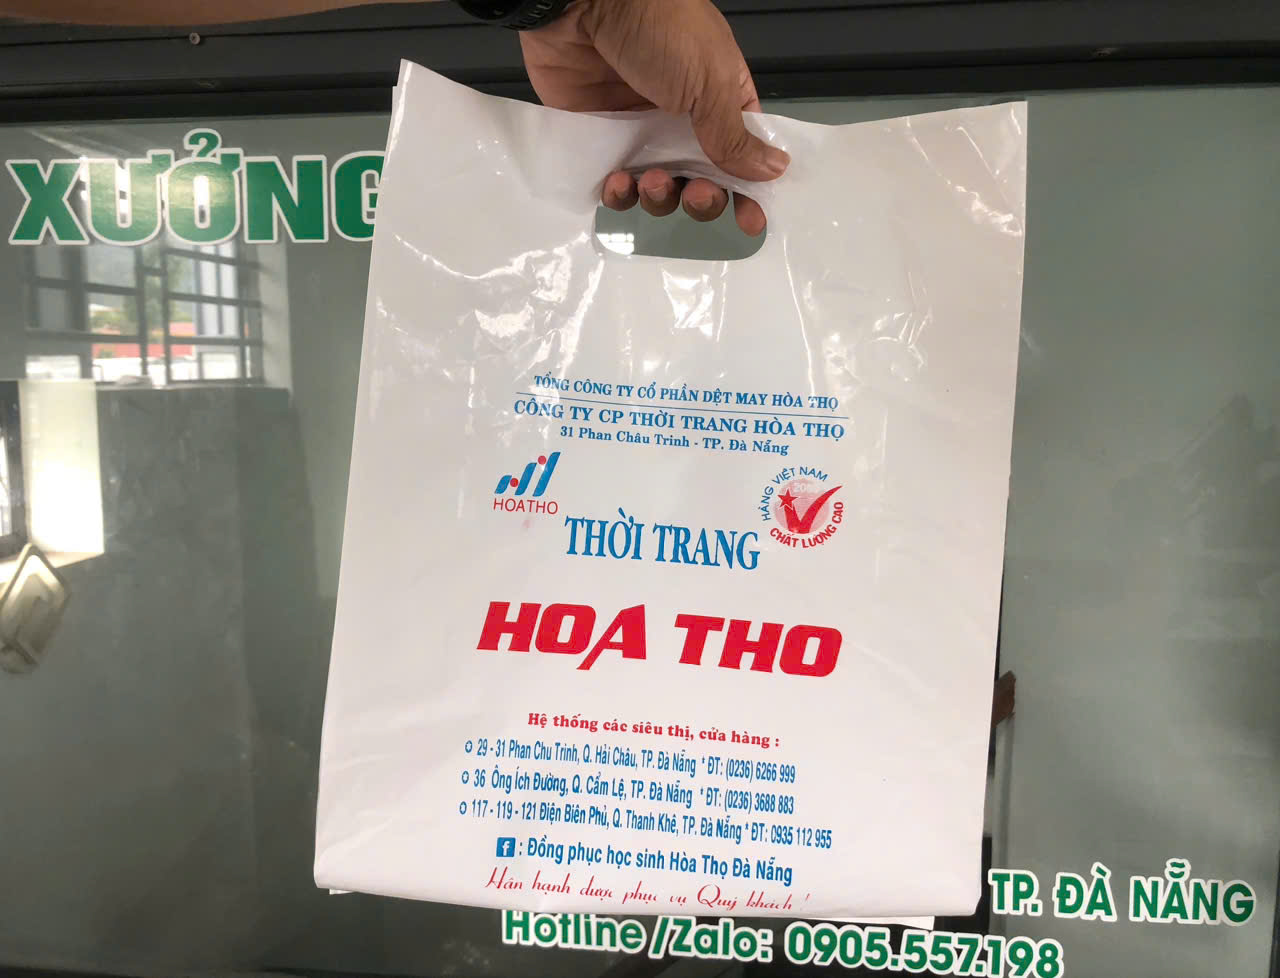 XƯỞNG
TỔNG CÔNG TY CỔ PHẦN DỆT MAY HÒA THỌ
CÔNG TY CP THỜI TRANG HÒA THỌ
31 Phan Châu Trinh - TP. Đà Nẵng
HOATHO
HÀNG VIỆT NAM
CHẤT LƯỢNG CAO
THỜI TRANG
HOA THO
Hệ thống các siêu thị, cửa hàng :
29 - 31 Phan Chu Trinh, Q. Hải Châu, TP. Đà Nẵng * ĐT: (0236) 6266 999
36 Ông Ích Đường, Q. Cẩm Lệ, TP. Đà Nẵng * ĐT: (0236) 3688 883
117 - 119 - 121 Điện Biên Phủ, Q. Thanh Khê, TP. Đà Nẵng * ĐT: 0935 112 955
f : Đồng phục học sinh Hòa Thọ Đà Nẵng
Hân hạnh được phục vụ Quý khách !
TP. ĐÀ NẴNG
Hotline/Zalo: 0905.557.198